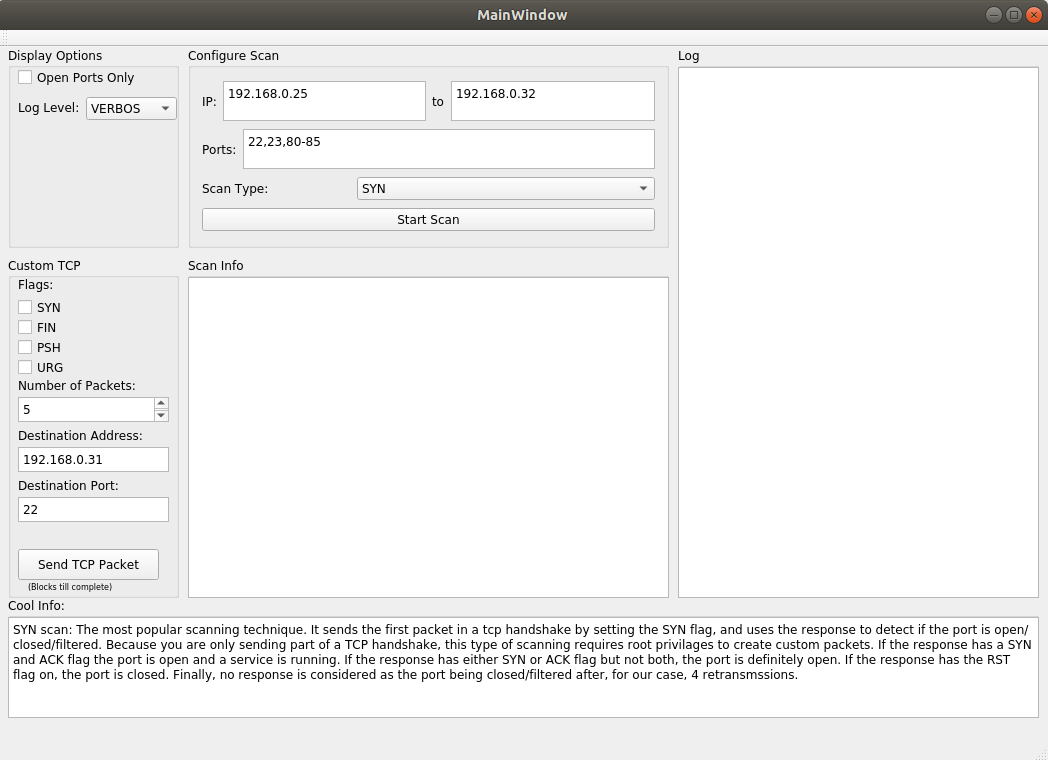 MainWindow
Display Options
Open Ports Only
Log Level: VERBOS
Configure Scan
IP: 192.168.0.25 to 192.168.0.32
Ports: 22,23,80-85
Scan Type: SYN
Start Scan
Log
Custom TCP
Flags:
SYN
FIN
PSH
URG
Number of Packets:
5
Destination Address:
192.168.0.31
Destination Port:
22
Send TCP Packet
(Blocks till complete)
Scan Info
Cool Info:
SYN scan: The most popular scanning technique. It sends the first packet in a tcp handshake by setting the SYN flag, and uses the response to detect if the port is open/
closed/filtered. Because you are only sending part of a TCP handshake, this type of scanning requires root privilages to create custom packets. If the response has a SYN
and ACK flag the port is open and a service is running. If the response has either SYN or ACK flag but not both, the port is definitely open. If the response has the RST
flag on, the port is closed. Finally, no response is considered as the port being closed/filtered after, for our case, 4 retransmssions.